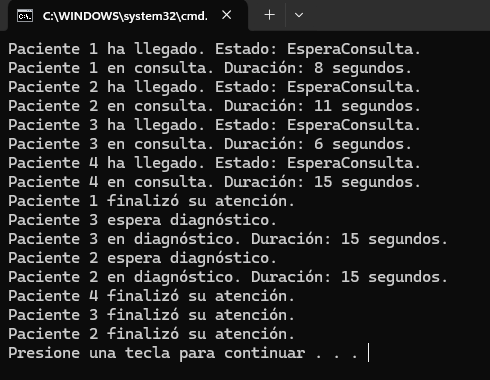 C:\WINDOWS\system32\cmd.
Paciente 1 ha llegado. Estado: EsperaConsulta.
Paciente 1 en consulta. Duración: 8 segundos.
Paciente 2 ha llegado. Estado: EsperaConsulta.
Paciente 2 en consulta. Duración: 11 segundos.
Paciente 3 ha llegado. Estado: EsperaConsulta.
Paciente 3 en consulta. Duración: 6 segundos.
Paciente 4 ha llegado. Estado: EsperaConsulta.
Paciente 4 en consulta. Duración: 15 segundos.
Paciente 1 finalizó su atención.
Paciente 3 espera diagnóstico.
Paciente 3 en diagnóstico. Duración: 15 segundos.
Paciente 2 espera diagnóstico.
Paciente 2 en diagnóstico. Duración: 15 segundos.
Paciente 4 finalizó su atención.
Paciente 3 finalizó su atención.
Paciente 2 finalizó su atención.
Presione una tecla para continuar . . .